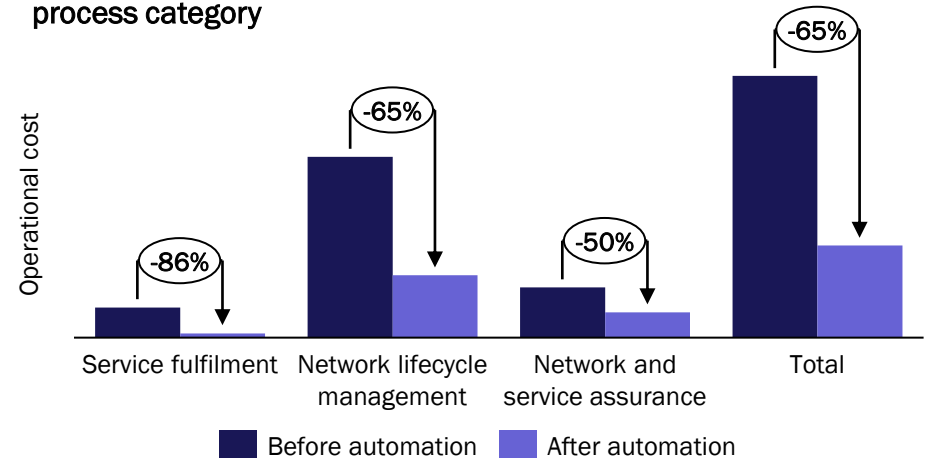 process category
-65%
-65%
-50%
-86%
Operational cost
Service fulfilment
Network lifecycle
management
Network and
service assurance
Total
Before automation
After automation